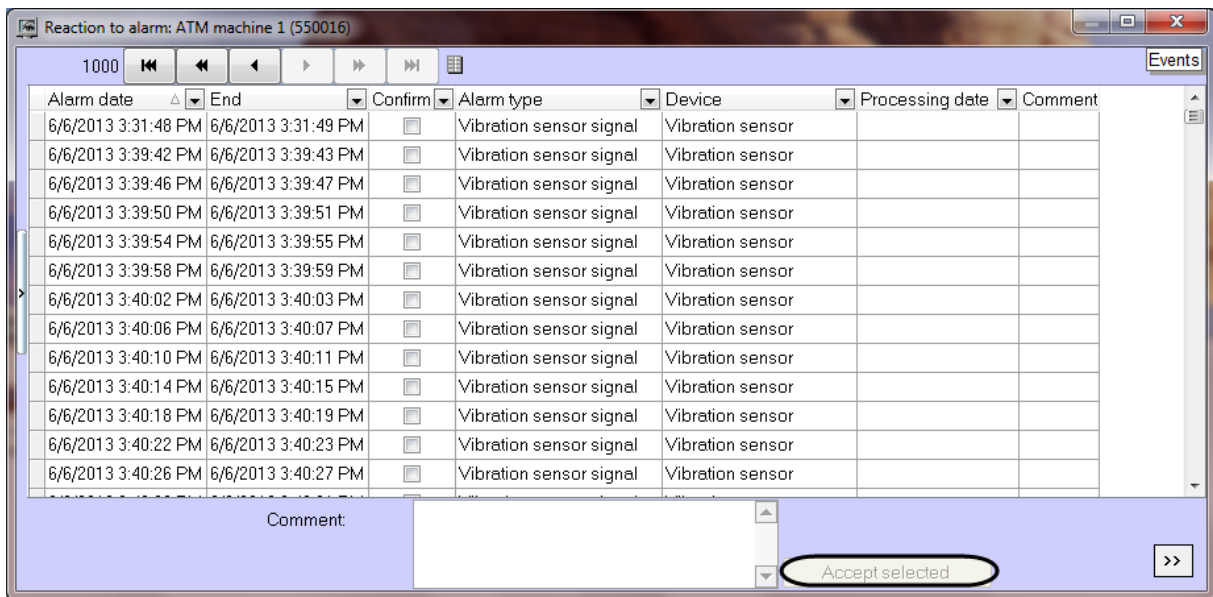 Reaction to alarm: ATM machine 1 (550016)
1000
Events
Alarm date End Confirm Alarm type Device Processing date Comment
6/6/2013 3:31:48 PM 6/6/2013 3:31:49 PM Vibration sensor signal Vibration sensor
6/6/2013 3:39:42 PM 6/6/2013 3:39:43 PM Vibration sensor signal Vibration sensor
6/6/2013 3:39:46 PM 6/6/2013 3:39:47 PM Vibration sensor signal Vibration sensor
6/6/2013 3:39:50 PM 6/6/2013 3:39:51 PM Vibration sensor signal Vibration sensor
6/6/2013 3:39:54 PM 6/6/2013 3:39:55 PM Vibration sensor signal Vibration sensor
6/6/2013 3:39:58 PM 6/6/2013 3:39:59 PM Vibration sensor signal Vibration sensor
6/6/2013 3:40:02 PM 6/6/2013 3:40:03 PM Vibration sensor signal Vibration sensor
6/6/2013 3:40:06 PM 6/6/2013 3:40:07 PM Vibration sensor signal Vibration sensor
6/6/2013 3:40:10 PM 6/6/2013 3:40:11 PM Vibration sensor signal Vibration sensor
6/6/2013 3:40:14 PM 6/6/2013 3:40:15 PM Vibration sensor signal Vibration sensor
6/6/2013 3:40:18 PM 6/6/2013 3:40:19 PM Vibration sensor signal Vibration sensor
6/6/2013 3:40:22 PM 6/6/2013 3:40:23 PM Vibration sensor signal Vibration sensor
6/6/2013 3:40:26 PM 6/6/2013 3:40:27 PM Vibration sensor signal Vibration sensor
Comment:
Accept selected
>>